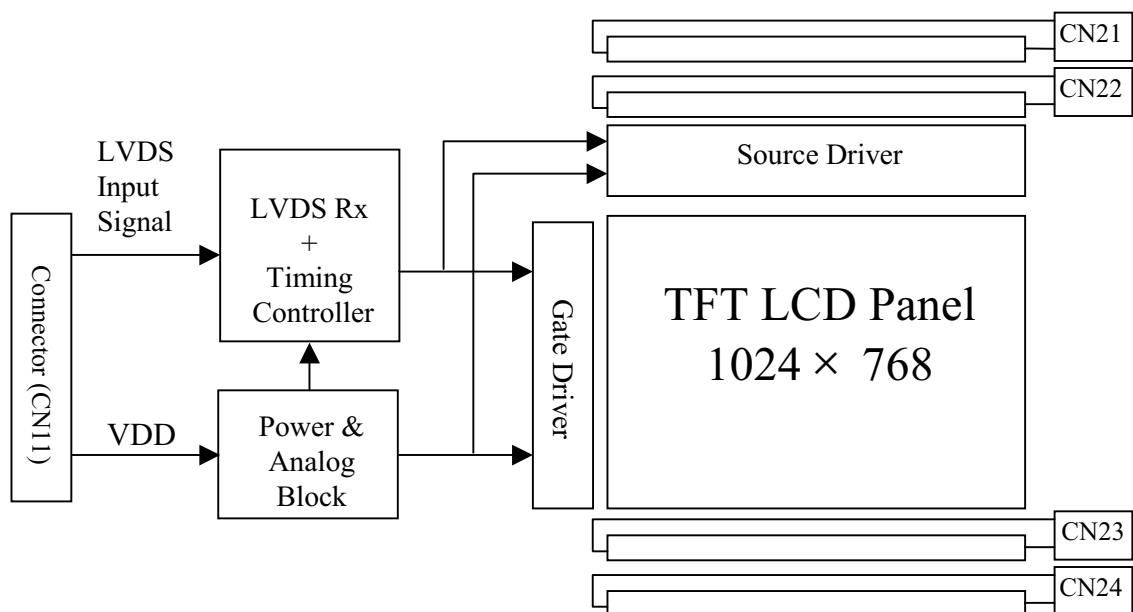 CN21
CN22
Source Driver
LVDS
Input
Signal
LVDS Rx
+
Timing
Controller
Connector (CN11)
Gate Driver
TFT LCD Panel
1024 × 768
VDD
Power &
Analog
Block
CN23
CN24